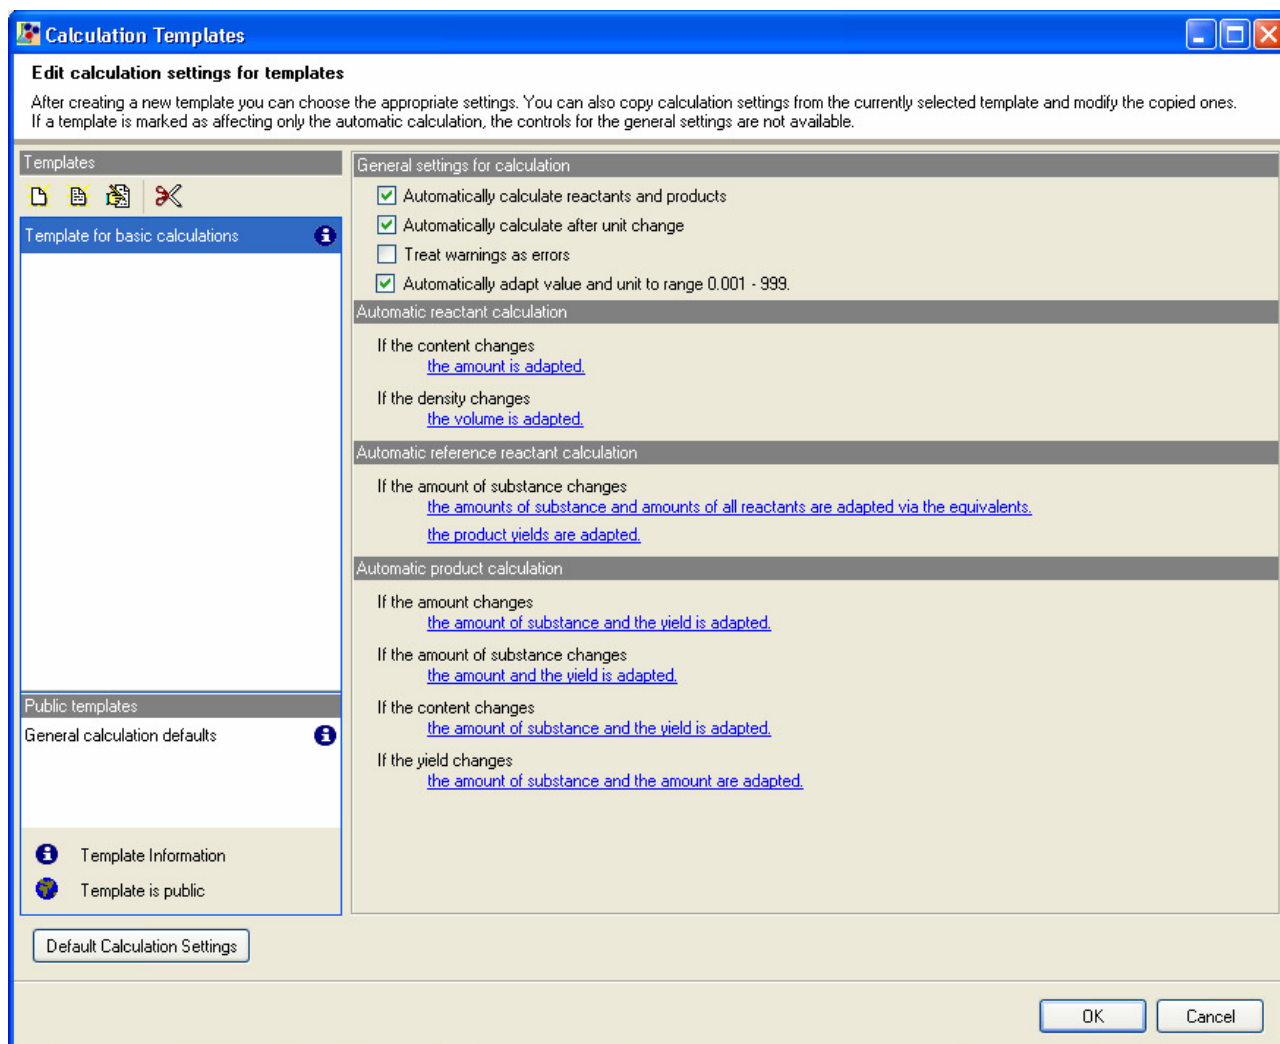 Calculation Templates
Edit calculation settings for templates
After creating a new template you can choose the appropriate settings. You can also copy calculation settings from the currently selected template and modify the copied ones.
If a template is marked as affecting only the automatic calculation, the controls for the general settings are not available.
Templates
Template for basic calculations
Public templates
General calculation defaults
Template Information
Template is public
Default Calculation Settings
General settings for calculation
Automatically calculate reactants and products
Automatically calculate after unit change
Treat warnings as errors
Automatically adapt value and unit to range 0.001 - 999.
Automatic reactant calculation
If the content changes
the amount is adapted.
If the density changes
the volume is adapted.
Automatic reference reactant calculation
If the amount of substance changes
the amounts of substance and amounts of all reactants are adapted via the equivalents.
the product yields are adapted.
Automatic product calculation
If the amount changes
the amount of substance and the yield is adapted.
If the amount of substance changes
the amount and the yield is adapted.
If the content changes
the amount of substance and the yield is adapted.
If the yield changes
the amount of substance and the amount are adapted.
OK
Cancel